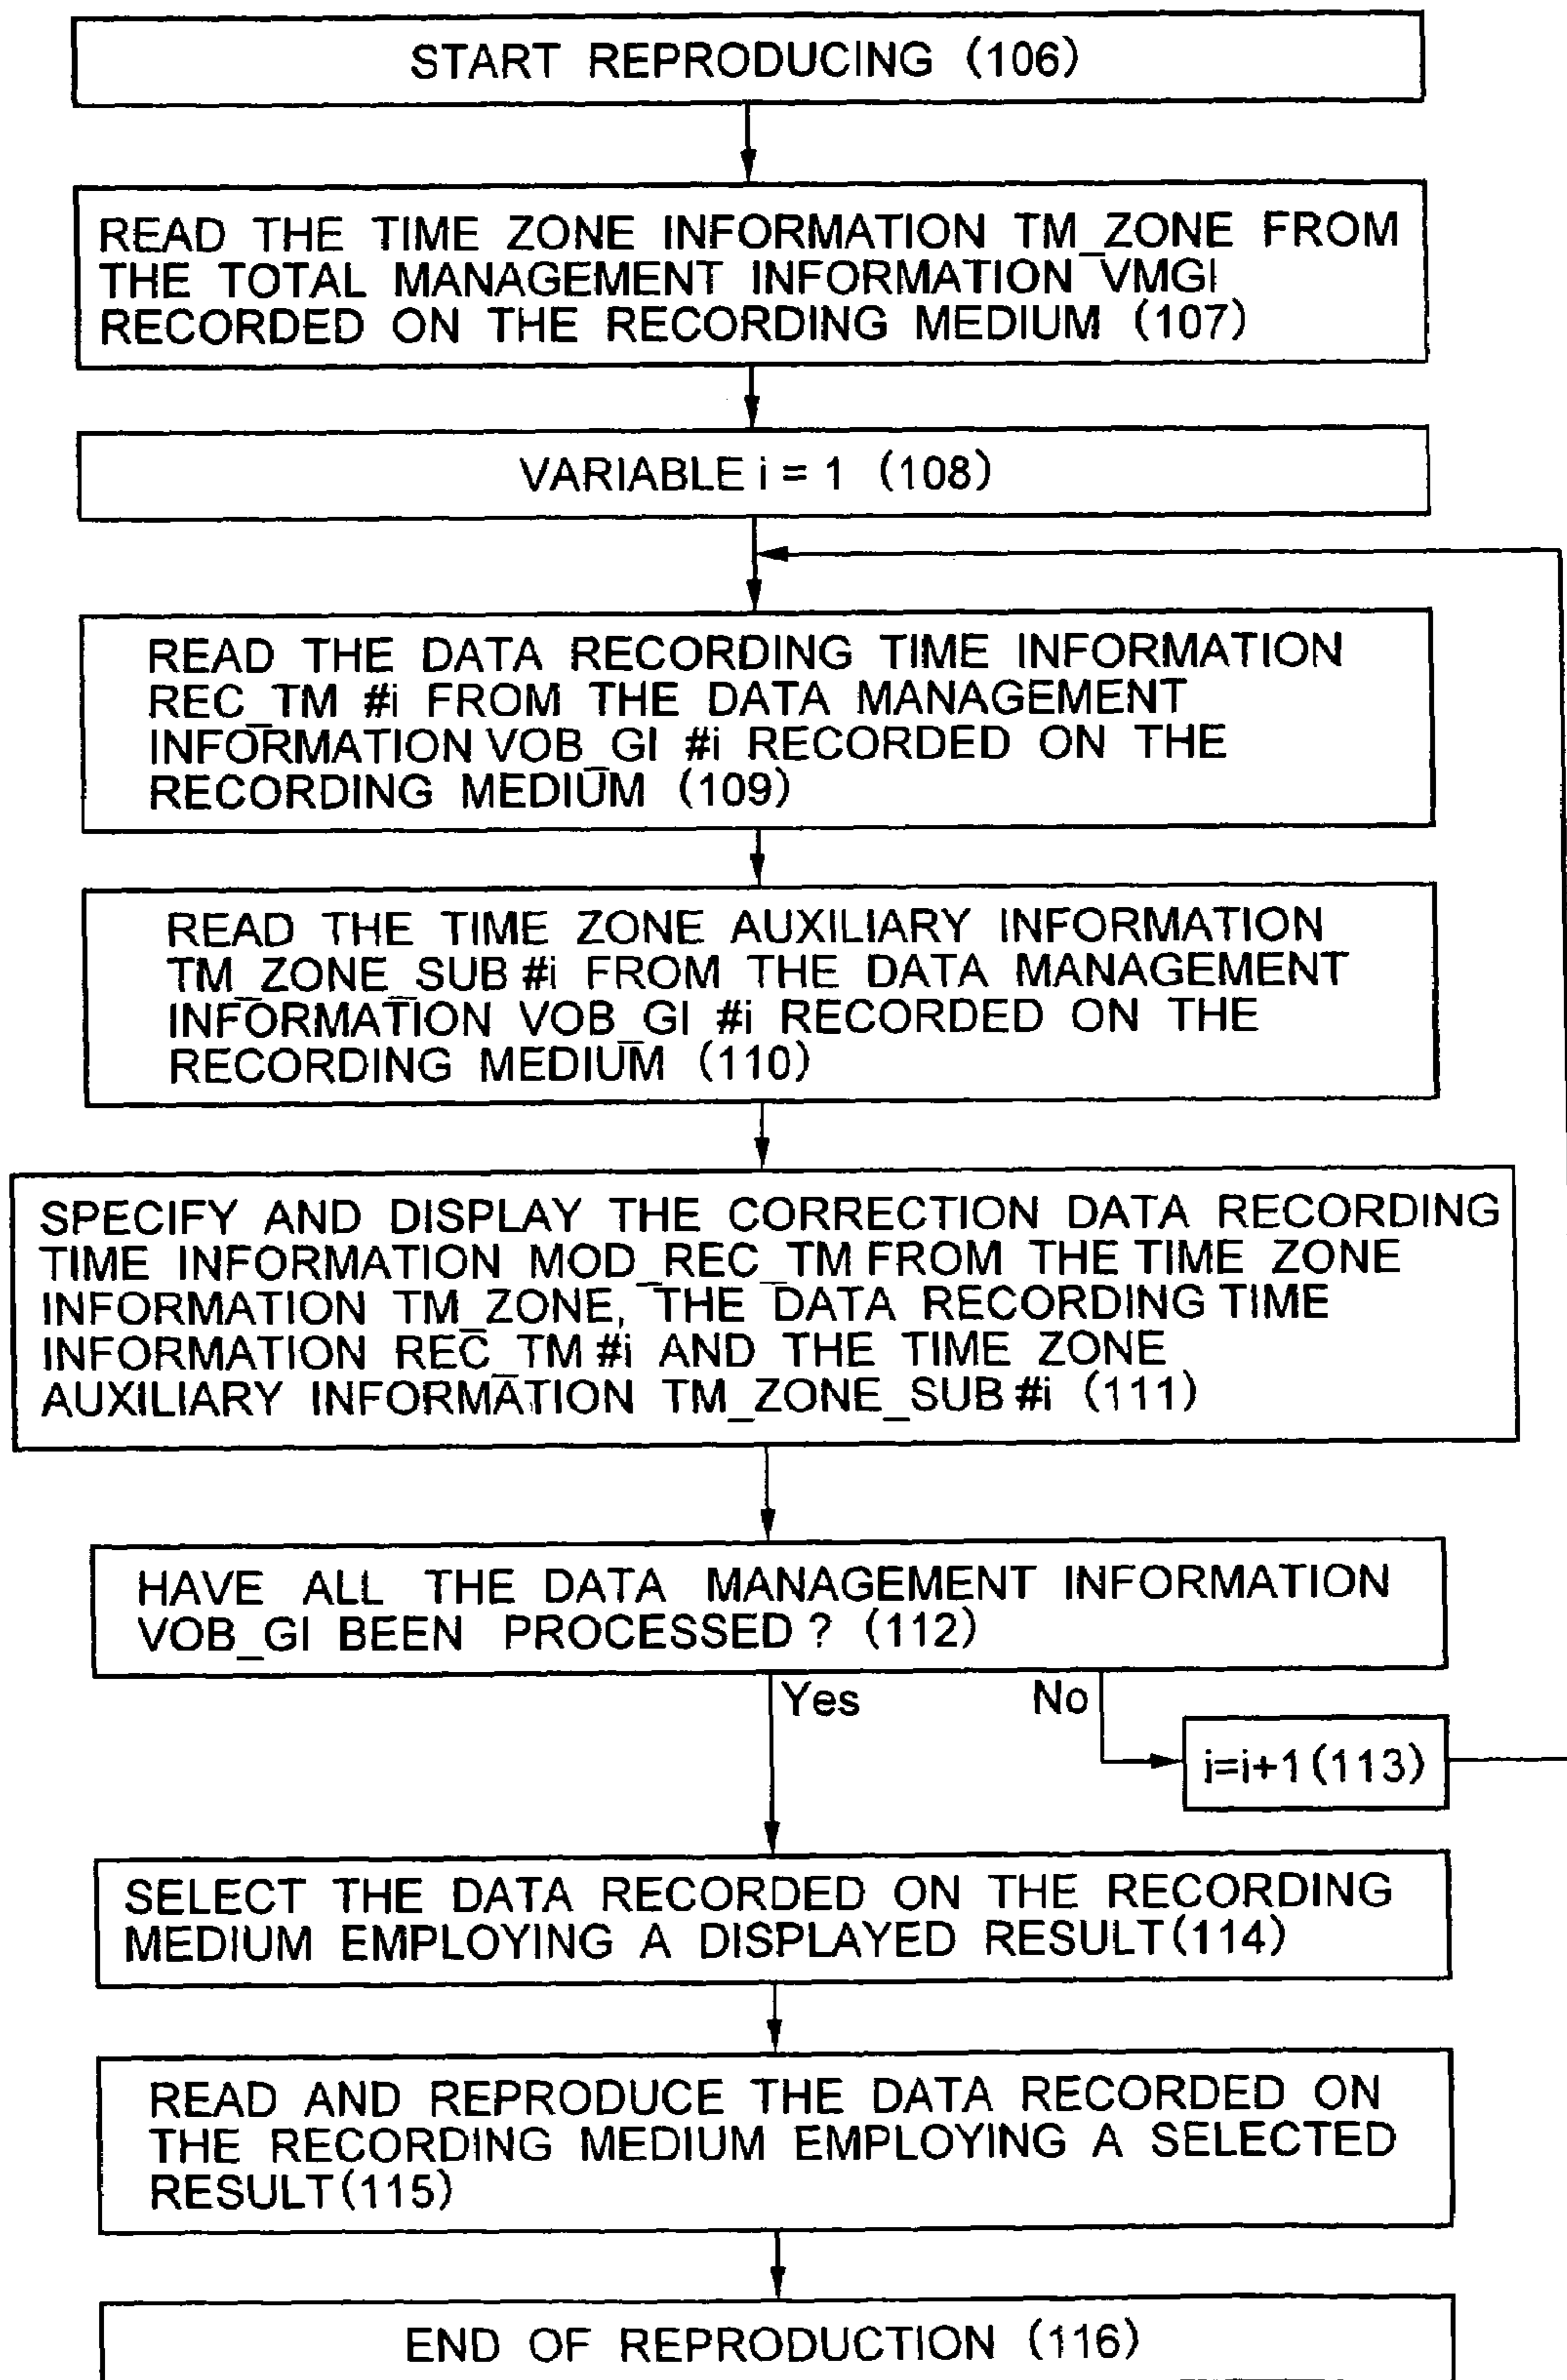 START REPRODUCING (106)
READ THE TIME ZONE INFORMATION TM_ZONE FROM
THE TOTAL MANAGEMENT INFORMATION VMGI
RECORDED ON THE RECORDING MEDIUM (107)
VARIABLE i = 1 (108)
READ THE DATA RECORDING TIME INFORMATION
REC_TM #i FROM THE DATA MANAGEMENT
INFORMATION VOB_GI #i RECORDED ON THE
RECORDING MEDIUM (109)
READ THE TIME ZONE AUXILIARY INFORMATION
TM_ZONE_SUB #i FROM THE DATA MANAGEMENT
INFORMATION VOB_GI #i RECORDED ON THE
RECORDING MEDIUM (110)
SPECIFY AND DISPLAY THE CORRECTION DATA RECORDING
TIME INFORMATION MOD_REC_TM FROM THE TIME ZONE
INFORMATION TM_ZONE, THE DATA RECORDING TIME
INFORMATION REC_TM #i AND THE TIME ZONE
AUXILIARY INFORMATION TM_ZONE_SUB #i (111)
HAVE ALL THE DATA MANAGEMENT INFORMATION
VOB_GI BEEN PROCESSED ? (112)
Yes No
i=i+1 (113)
SELECT THE DATA RECORDED ON THE RECORDING
MEDIUM EMPLOYING A DISPLAYED RESULT(114)
READ AND REPRODUCE THE DATA RECORDED ON
THE RECORDING MEDIUM EMPLOYING A SELECTED
RESULT(115)
END OF REPRODUCTION (116)